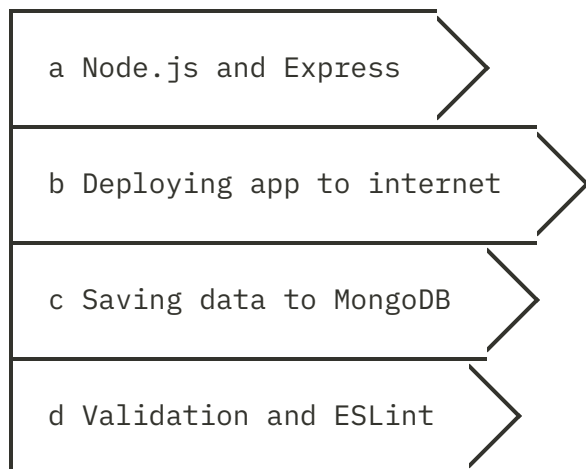 a Node.js and Express
b Deploying app to internet
c Saving data to MongoDB
d Validation and ESLint